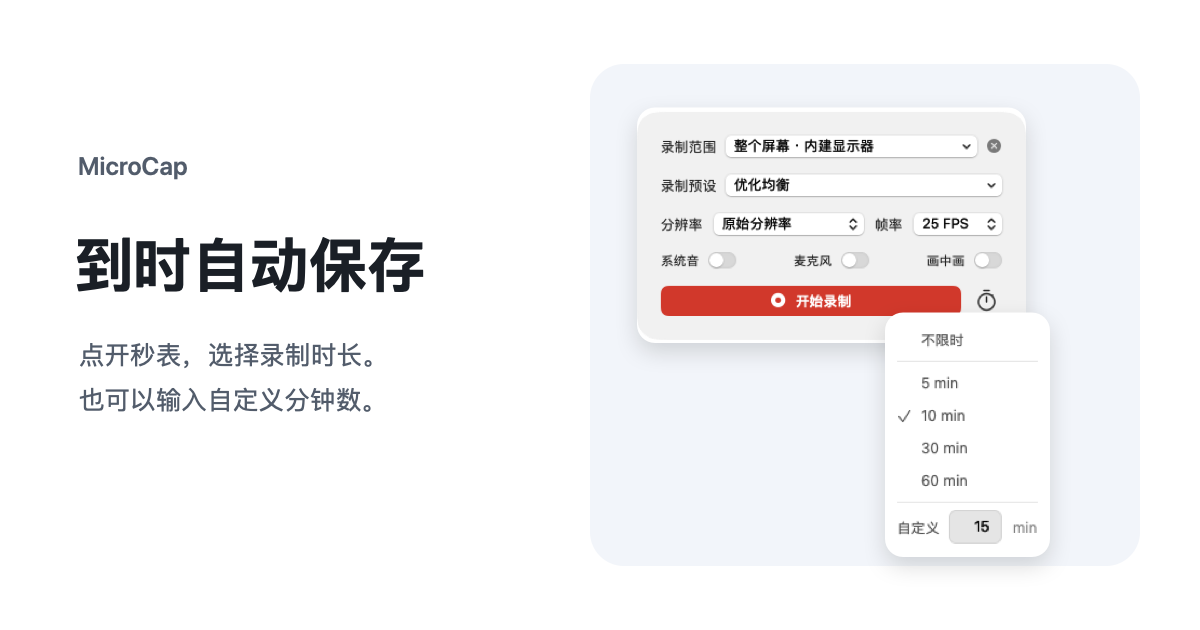 MicroCap
到时自动保存
点开秒表，选择录制时长。
也可以输入自定义分钟数。
录制范围 整个屏幕 · 内建显示器
录制预设 优化均衡
分辨率 原始分辨率 帧率 25 FPS
系统音 麦克风 画中画
开始录制
不限时
5 min
10 min
30 min
60 min
自定义 15 min